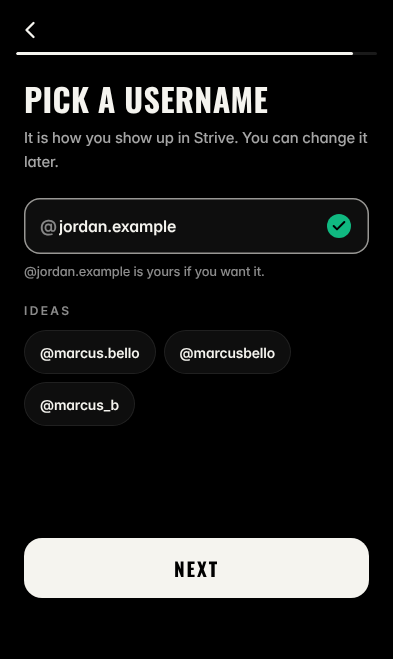 PICK A USERNAME
It is how you show up in Strive. You can change it
later.
@jordan.example
@jordan.example is yours if you want it.
IDEAS
@marcus.bello @marcusbello
@marcus_b
NEXT